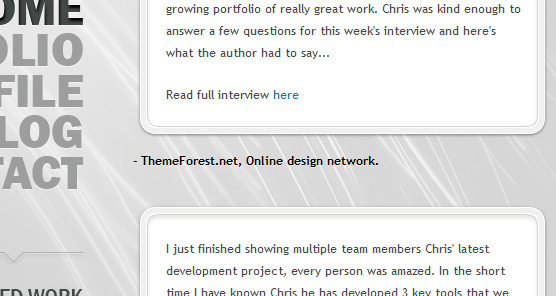 OME
OLIO
FILE
LOG
TACT
ED WORK
growing portfolio of really great work. Chris was kind enough to
answer a few questions for this week's interview and here's
what the author had to say...
Read full interview here
- ThemeForest.net, Online design network.
I just finished showing multiple team members Chris' latest
development project, every person was amazed. In the short
time I have known Chris he has developed 3 key tools that we